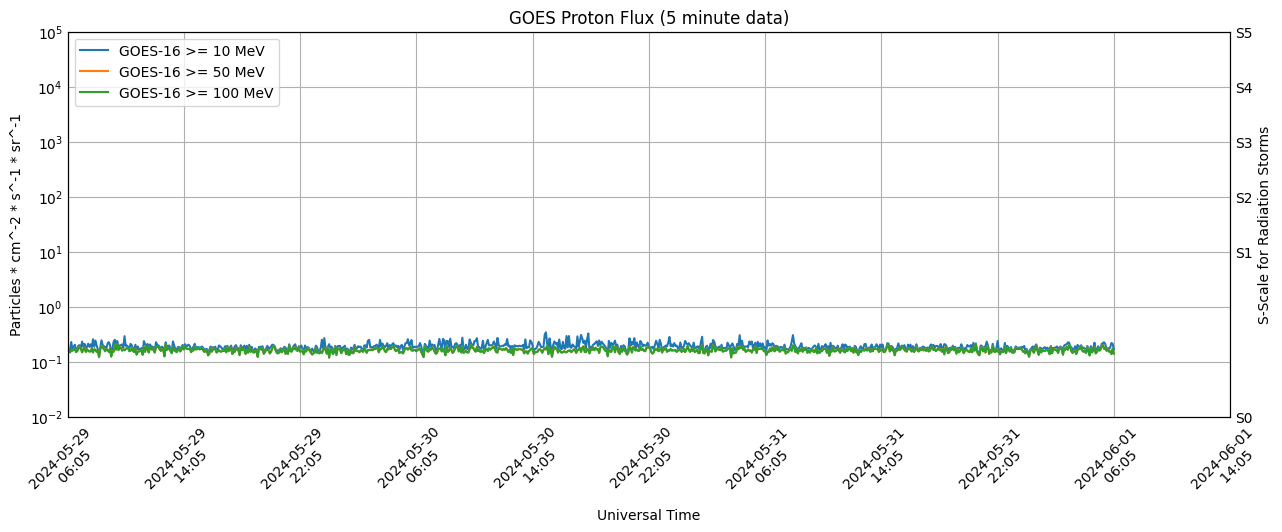 GOES Proton Flux (5 minute data)
GOES-16 >= 10 MeV
GOES-16 >= 50 MeV
GOES-16 >= 100 MeV
10^5
10^4
10^3
10^2
10^1
10^0
10^-1
10^-2
Particles * cm^-2 * s^-1 * sr^-1
S5
S4
S3
S2
S1
S0
S-Scale for Radiation Storms
2024-05-29
06:05
2024-05-29
14:05
2024-05-29
22:05
2024-05-30
06:05
2024-05-30
14:05
2024-05-30
22:05
2024-05-31
06:05
2024-05-31
14:05
2024-05-31
22:05
2024-06-01
06:05
2024-06-01
14:05
Universal Time